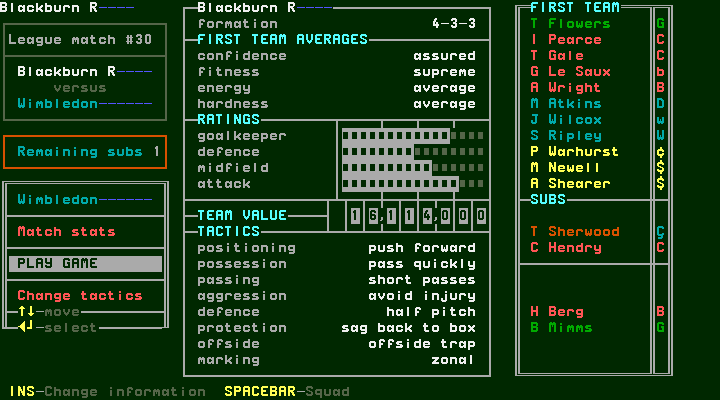 Blackburn R
League match #30
Blackburn R
versus
Wimbledon
Remaining subs 1
Wimbledon
Match stats
PLAY GAME
Change tactics
↑↓-move
↵-select
Blackburn R
formation 4-3-3
FIRST TEAM AVERAGES
confidence assured
fitness supreme
energy average
hardness average
RATINGS
goalkeeper
defence
midfield
attack
TEAM VALUE 16,114,000
TACTICS
positioning push forward
possession pass quickly
passing short passes
aggression avoid injury
defence half pitch
protection sag back to box
offside offside trap
marking zonal
FIRST TEAM
T Flowers G
I Pearce C
T Gale C
G Le Saux b
A Wright B
M Atkins D
J Wilcox w
S Ripley w
P Warhurst ¢
M Newell $
A Shearer $
SUBS
T Sherwood Ç
C Hendry C
H Berg B
B Mimms G
INS-Change information SPACEBAR-Squad